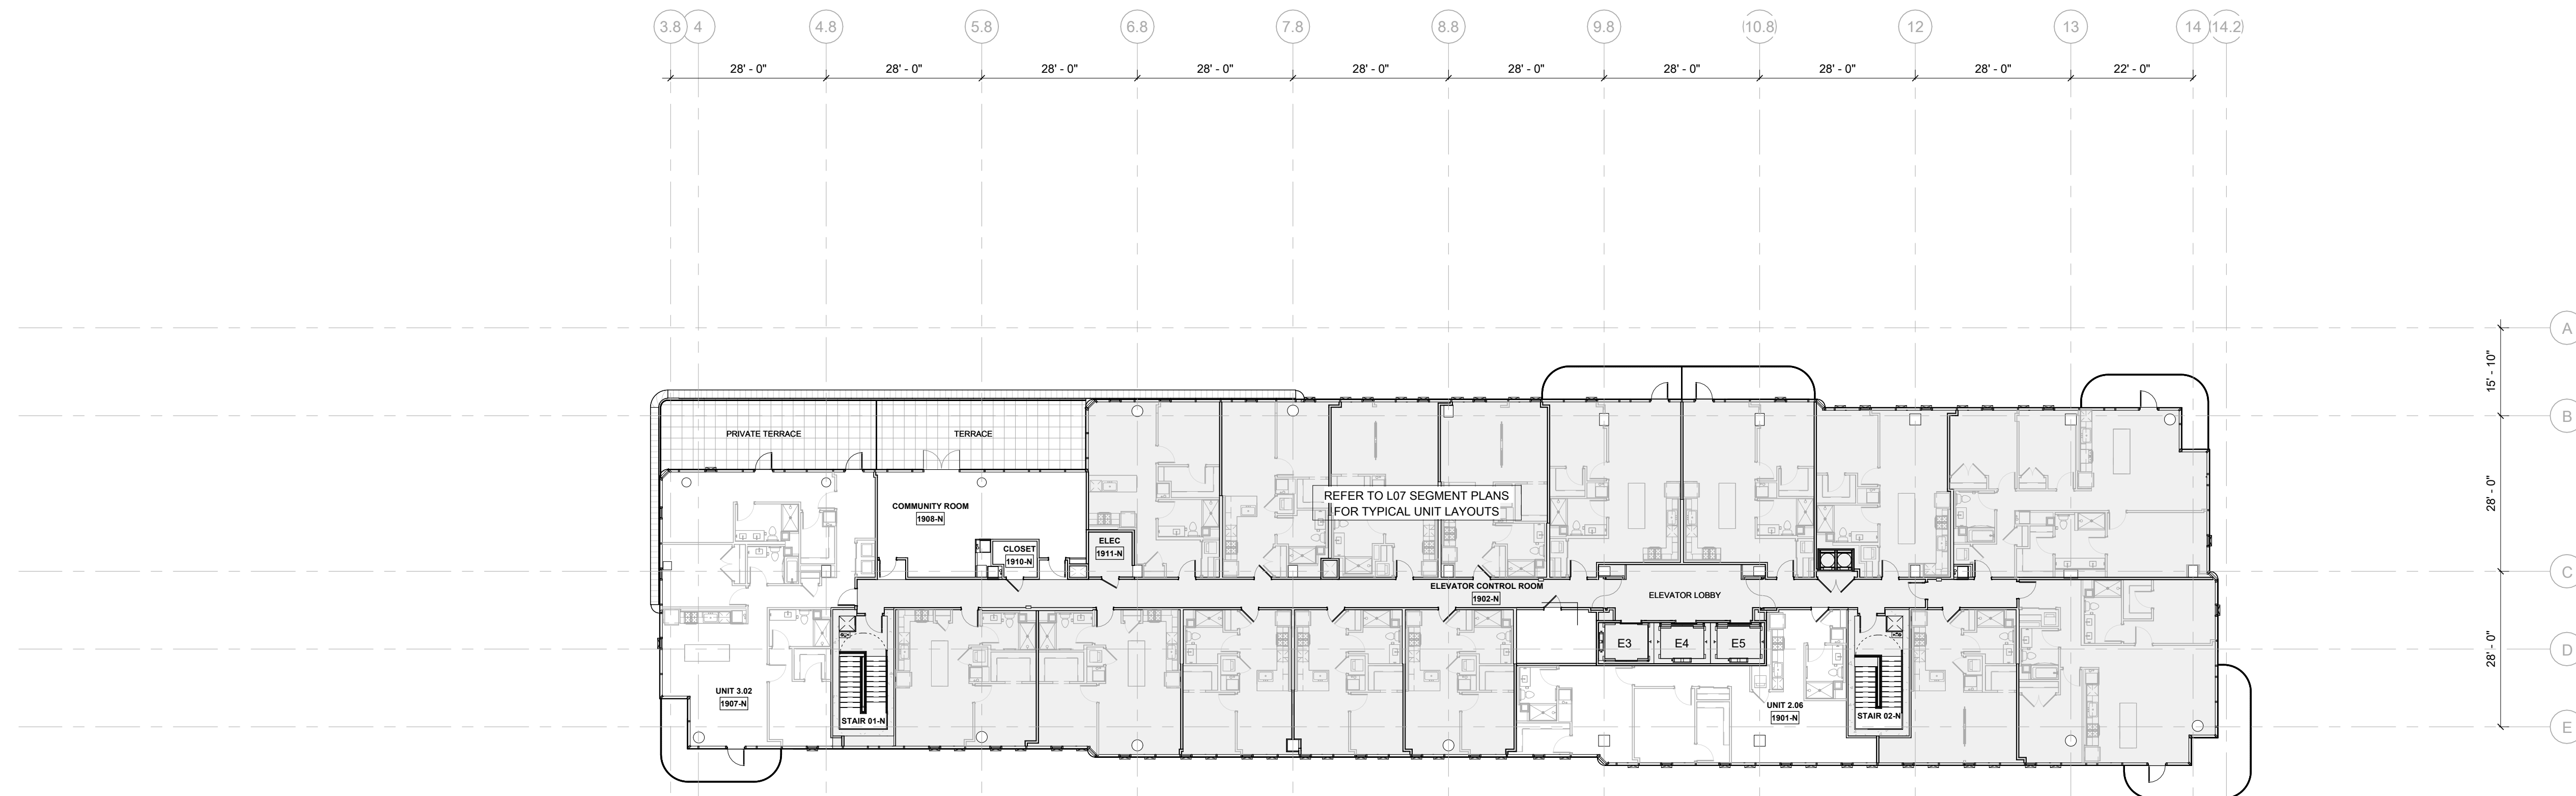 3.8 4 4.8 5.8 6.8 7.8 8.8 9.8 10.8 12 13 14 14.2
28' - 0" 28' - 0" 28' - 0" 28' - 0" 28' - 0" 28' - 0" 28' - 0" 28' - 0" 28' - 0" 22' - 0"
A
15' - 10"
B
PRIVATE TERRACE
TERRACE
28' - 0"
REFER TO L07 SEGMENT PLANS
FOR TYPICAL UNIT LAYOUTS
COMMUNITY ROOM
1908-N
ELEC
1911-N
CLOSET
1910-N
C
ELEVATOR CONTROL ROOM
1902-N
ELEVATOR LOBBY
E3 E4 E5
28' - 0"
D
UNIT 3.02
1907-N
STAIR 01-N
UNIT 2.06
1901-N
STAIR 02-N
E